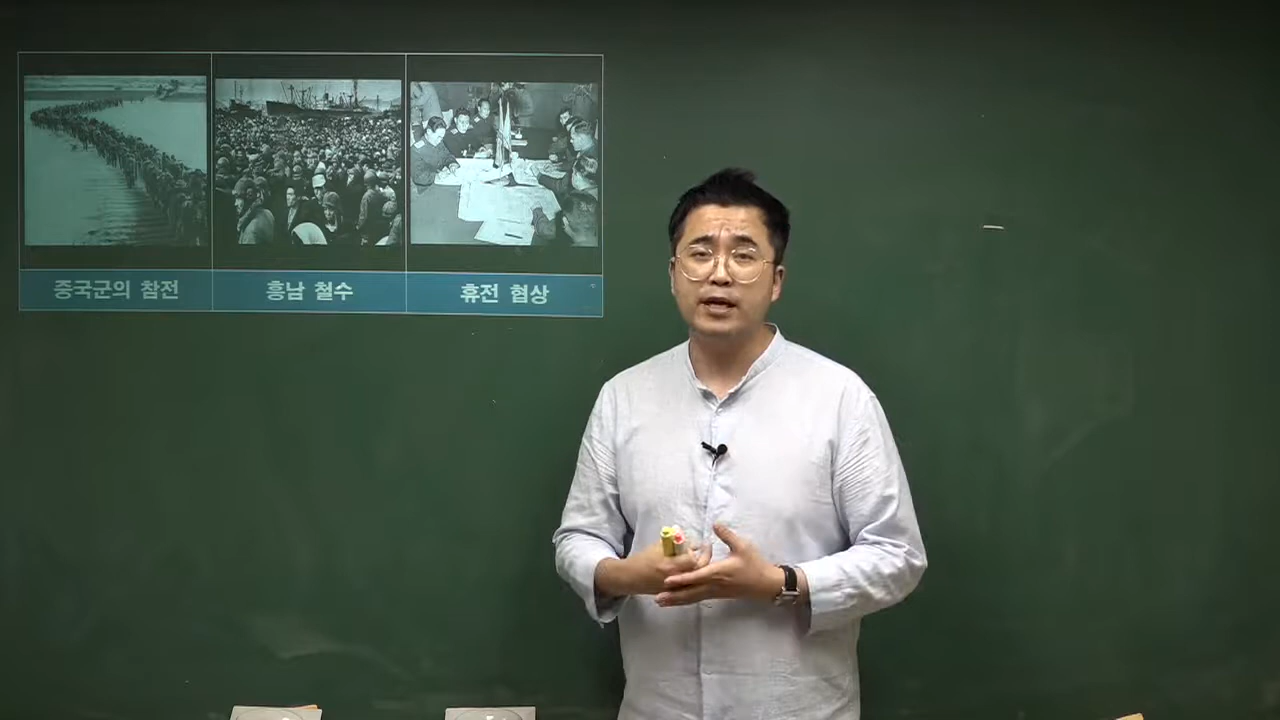 중국군의 참전
흥남 철수
휴전 협상